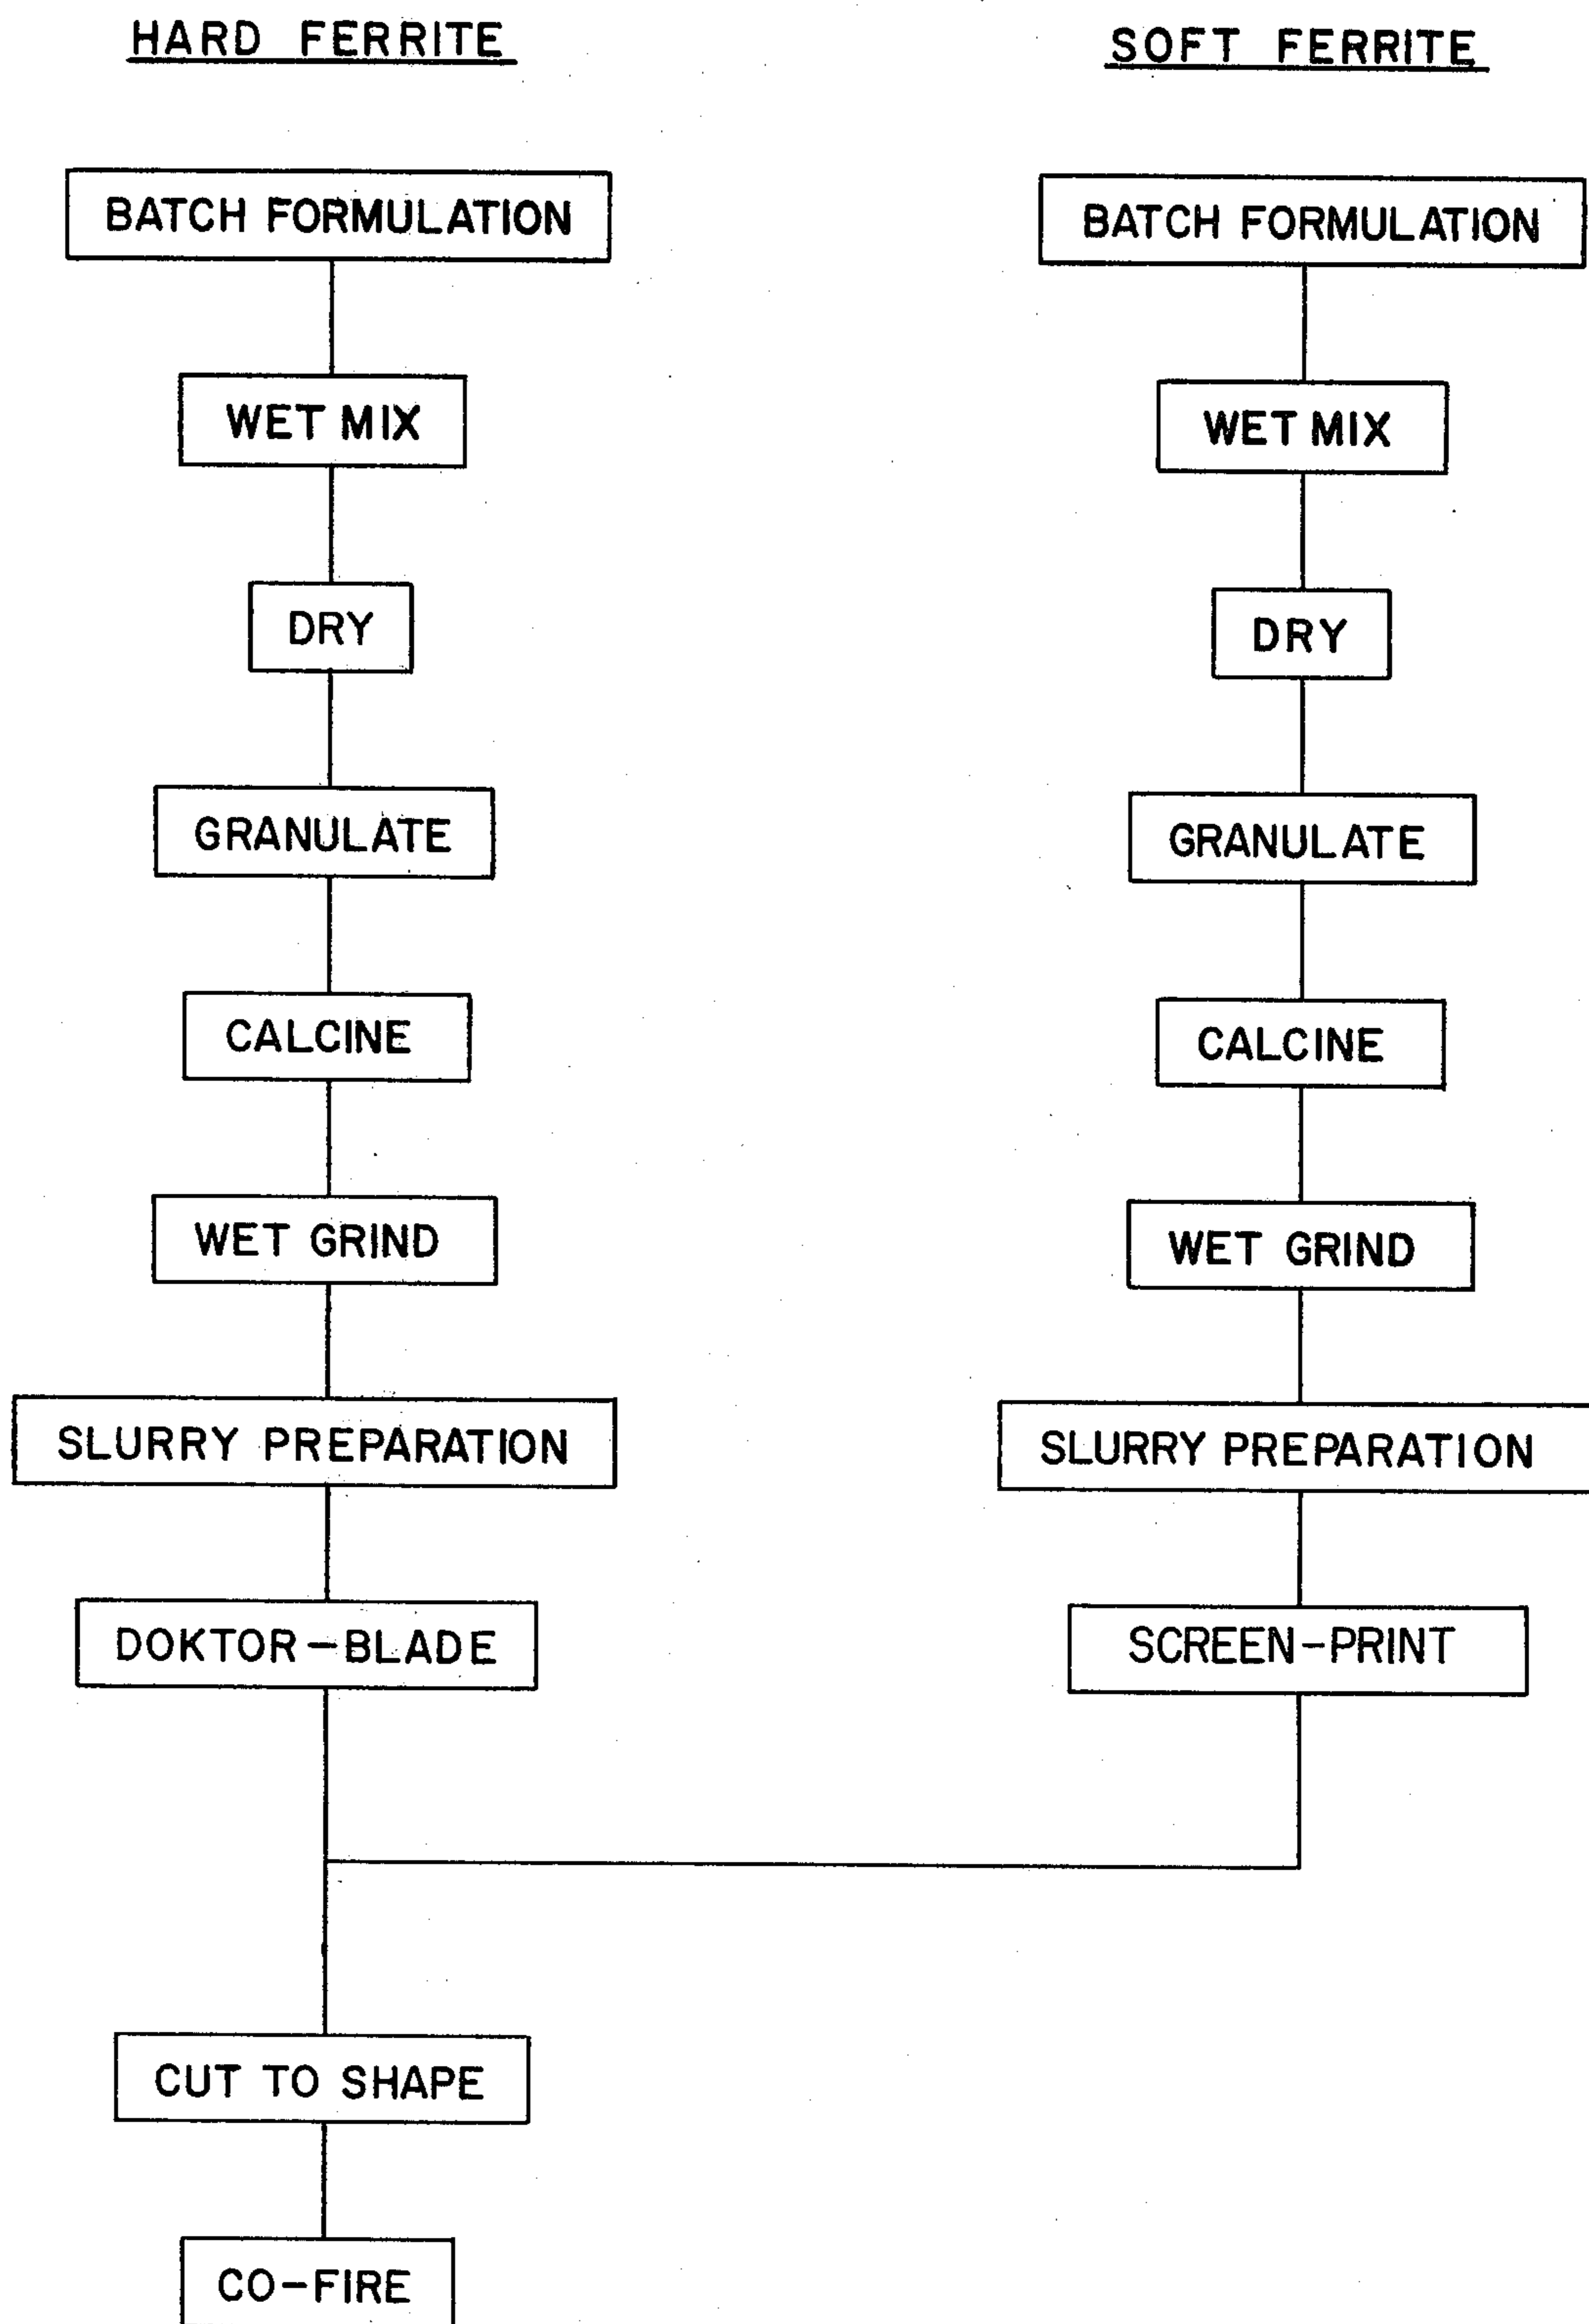 HARD FERRITE
BATCH FORMULATION
WET MIX
DRY
GRANULATE
CALCINE
WET GRIND
SLURRY PREPARATION
DOKTOR-BLADE
SOFT FERRITE
BATCH FORMULATION
WET MIX
DRY
GRANULATE
CALCINE
WET GRIND
SLURRY PREPARATION
SCREEN-PRINT
CUT TO SHAPE
CO-FIRE